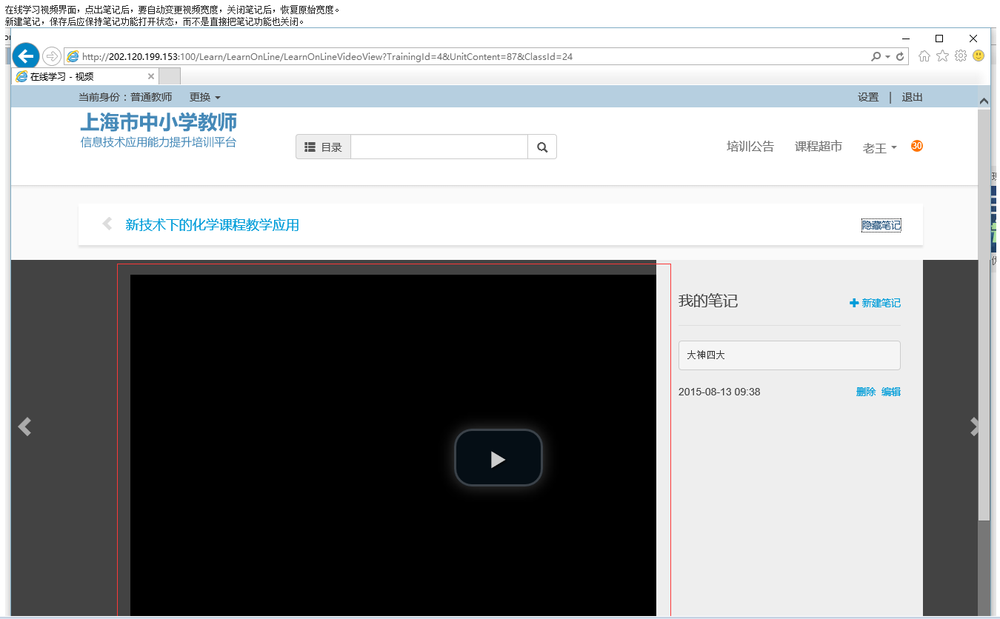 在线学习视频界面，点出笔记后，要自动变更视频宽度，关闭笔记后，恢复原始宽度。
新建笔记，保存后应保持笔记功能打开状态，而不是直接把笔记功能也关闭。
http://202.120.199.153:100/Learn/LearnOnLine/LearnOnLineVideoView?TrainingId=4&UnitContent=87&ClassId=24
在线学习 - 视频
当前身份：普通教师 更换 设置 | 退出
上海市中小学教师
信息技术应用能力提升培训平台
目录 培训公告 课程超市 老王 30
新技术下的化学课程教学应用 隐藏笔记
我的笔记 新建笔记
大神四大
2015-08-13 09:38 删除 编辑